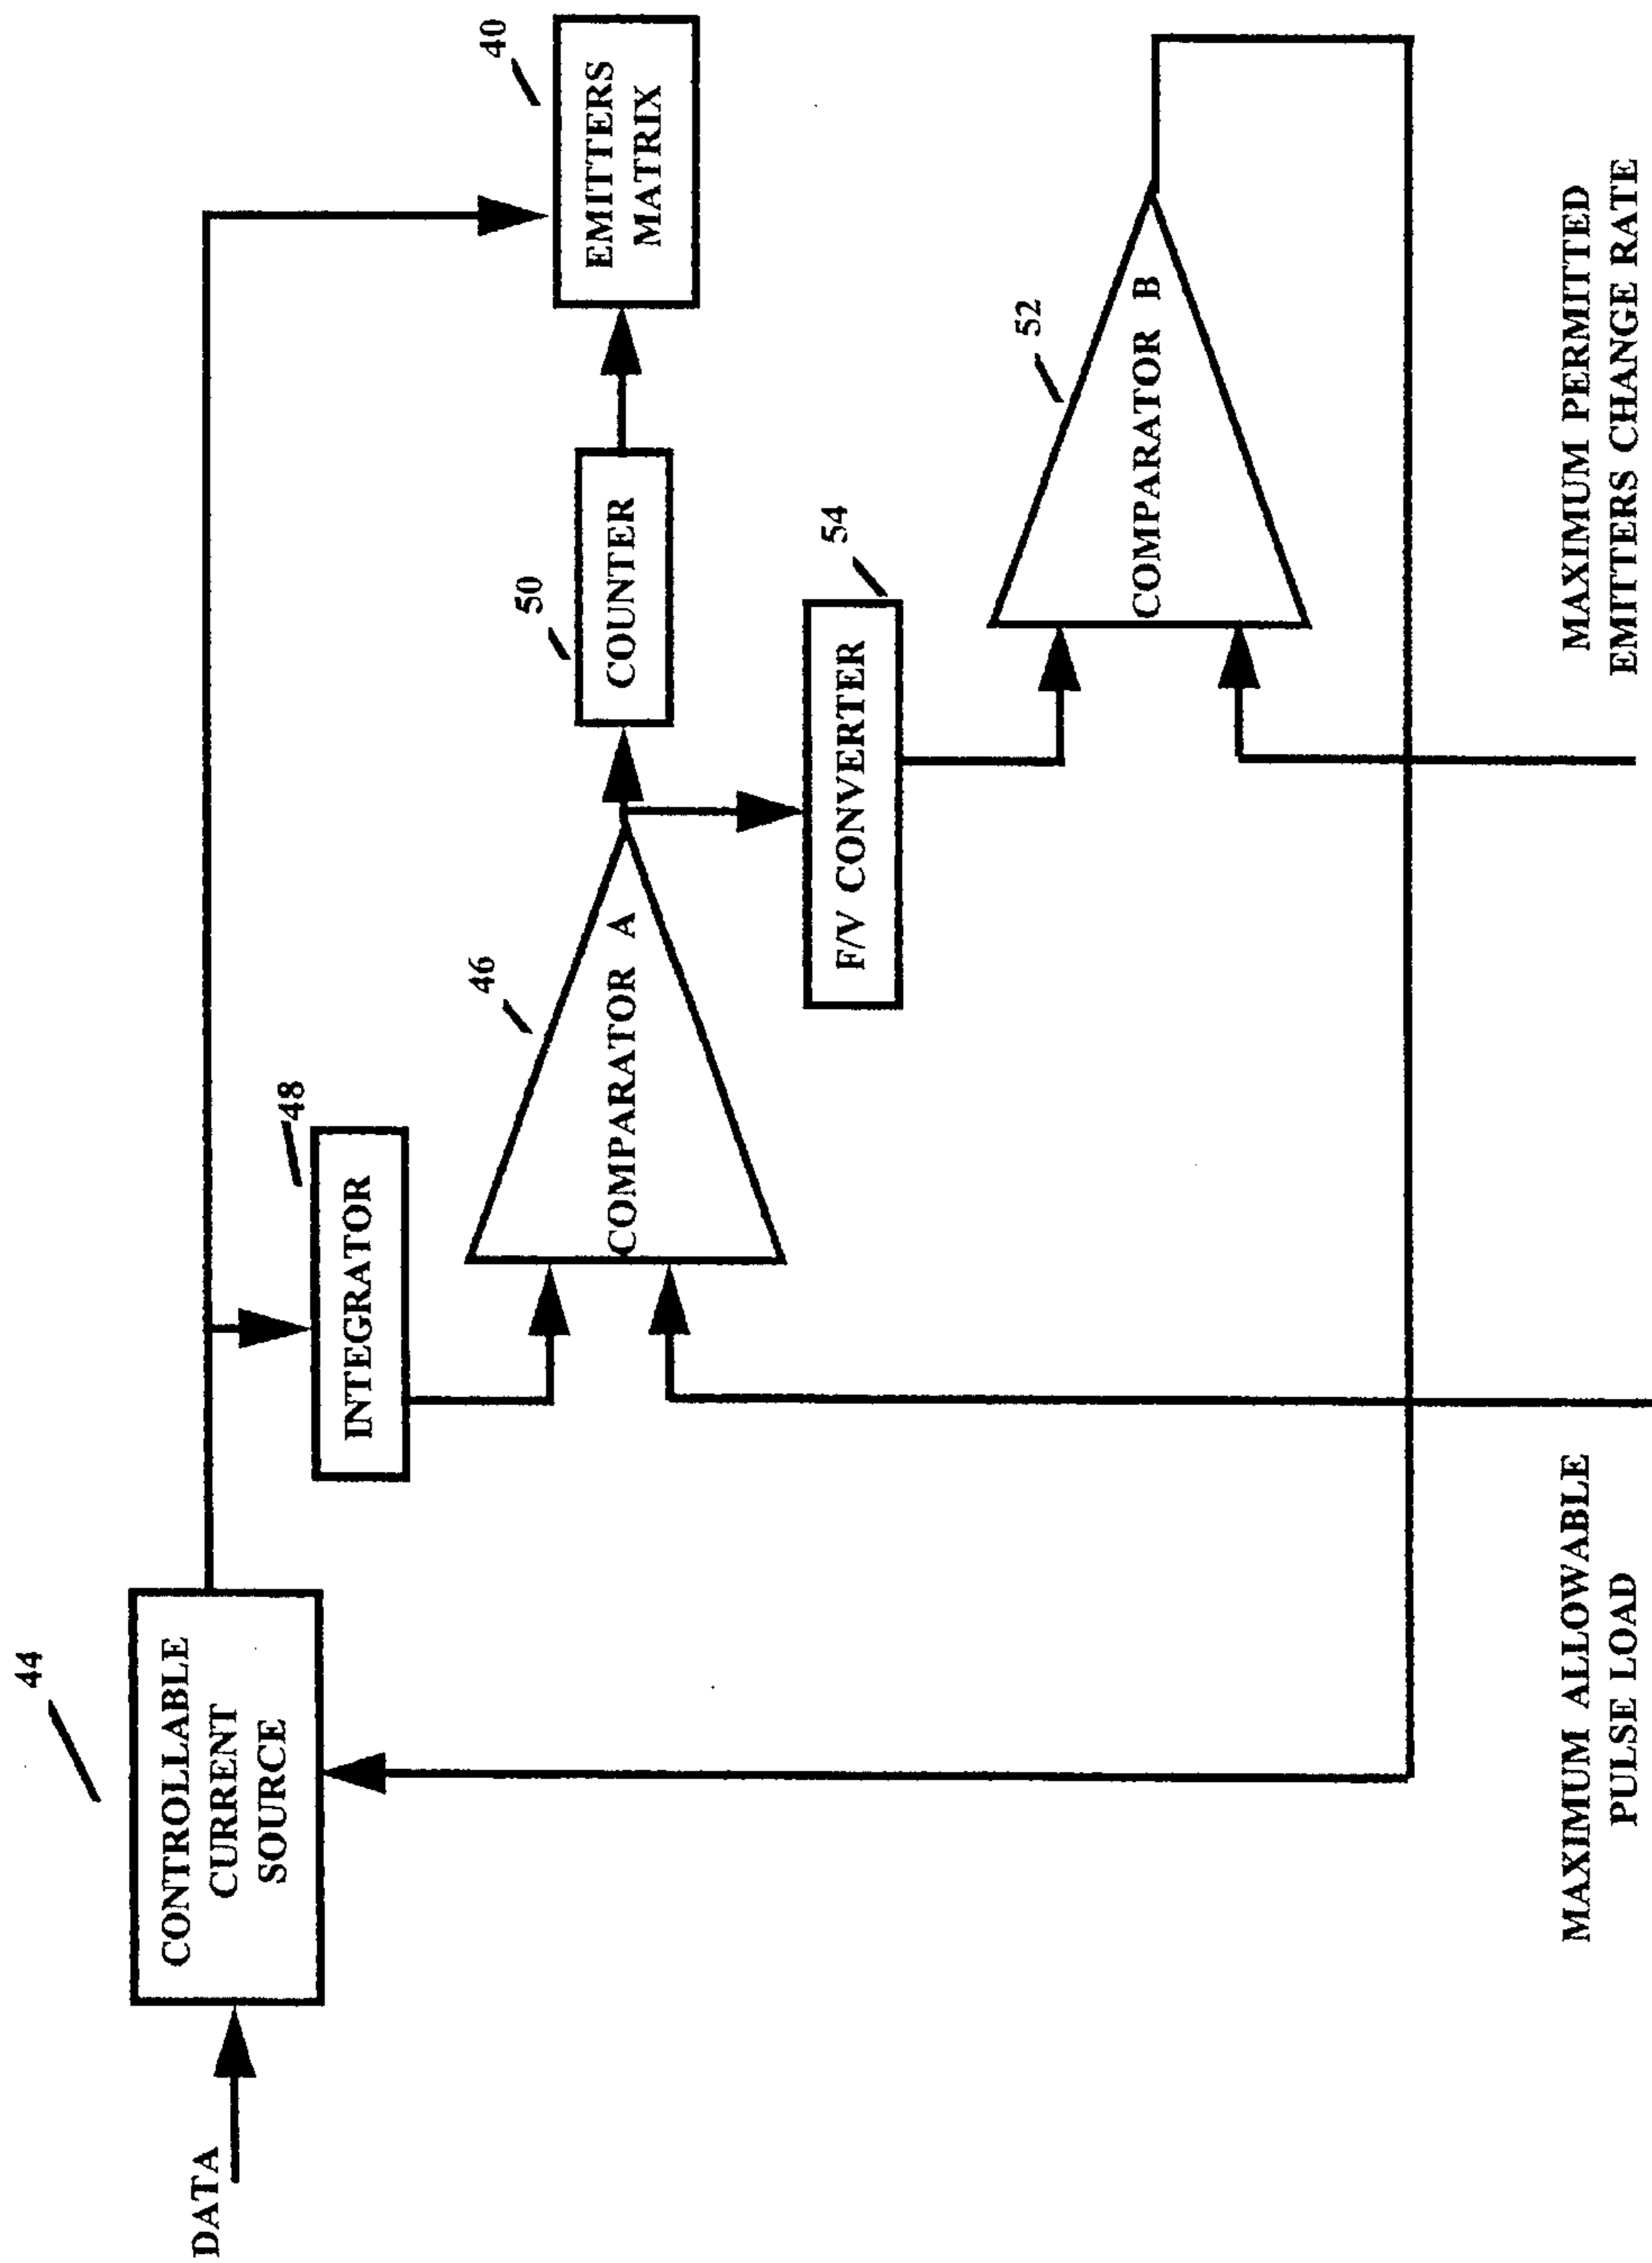 DATA
44
CONTROLLABLE
CURRENT
SOURCE
48
INTEGRATOR
46
COMPARATOR A
50
COUNTER
40
EMITTERS
MATRIX
54
F/V CONVERTER
52
COMPARATOR B
MAXIMUM ALLOWABLE
PULSE LOAD
MAXIMUM PERMITED
EMITTERS CHANGE RATE